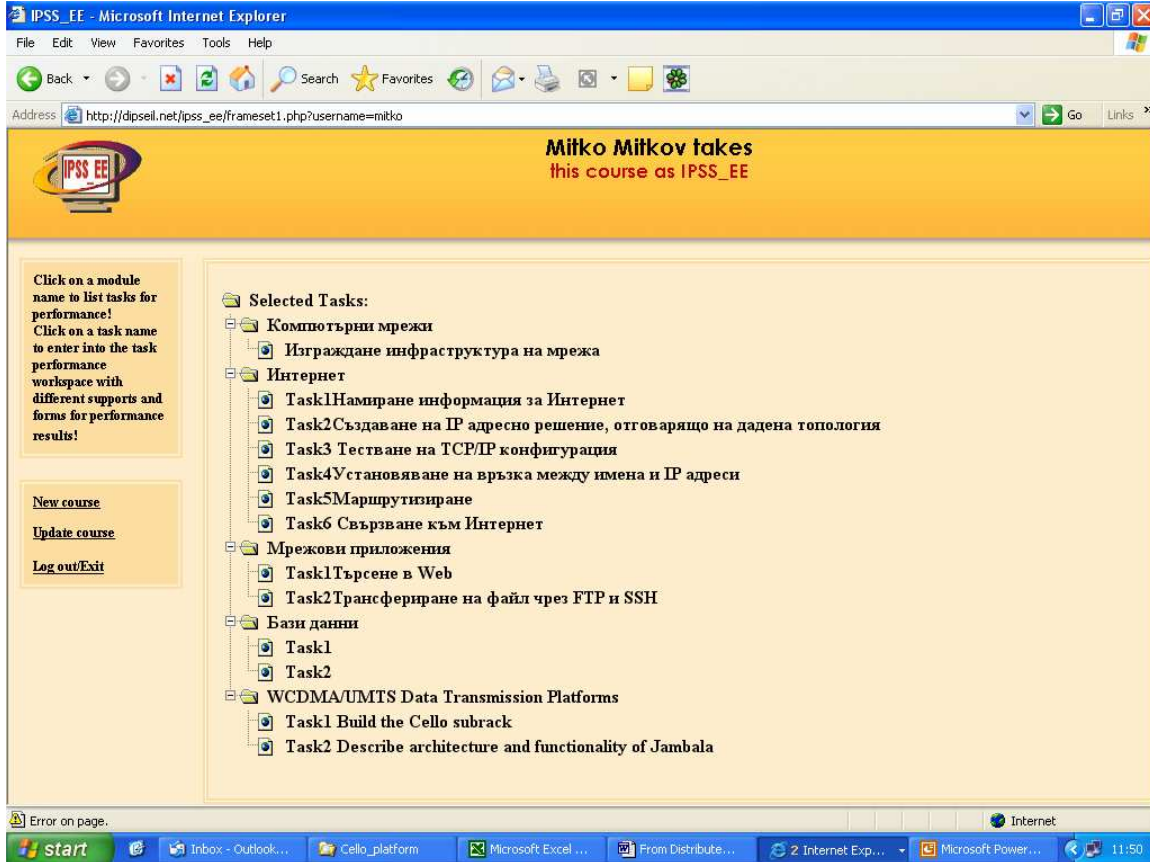 IPSS_EE - Microsoft Internet Explorer
File Edit View Favorites Tools Help
Back Search Favorites
Address http://dipseil.net/ipss_ee/frameset1.php?username=mitko Go Links »
IPSS EE
Mitko Mitkov takes
this course as IPSS_EE
Click on a module
name to list tasks for
performance!
Click on a task name
to enter into the task
performance
workspace with
different supports and
forms for performance
results!
New course
Update course
Log out/Exit
Selected Tasks:
Компютърни мрежи
Изграждане инфраструктура на мрежа
Интернет
Task1Намиране информация за Интернет
Task2Създаване на IP адресно решение, отговарящо на дадена топология
Task3 Тестване на TCP/IP конфигурация
Task4Установяване на връзка между имена и IP адреси
Task5Маршрутизиране
Task6 Свързване към Интернет
Мрежови приложения
Task1Търсене в Web
Task2Трансфериране на файл чрез FTP и SSH
Бази данни
Task1
Task2
WCDMA/UMTS Data Transmission Platforms
Task1 Build the Cello subrack
Task2 Describe architecture and functionality of Jambala
Error on page. Internet
start Inbox - Outlook... Cello_platform Microsoft Excel ... From Distribute... 2 Internet Exp... Microsoft Power... 11:50